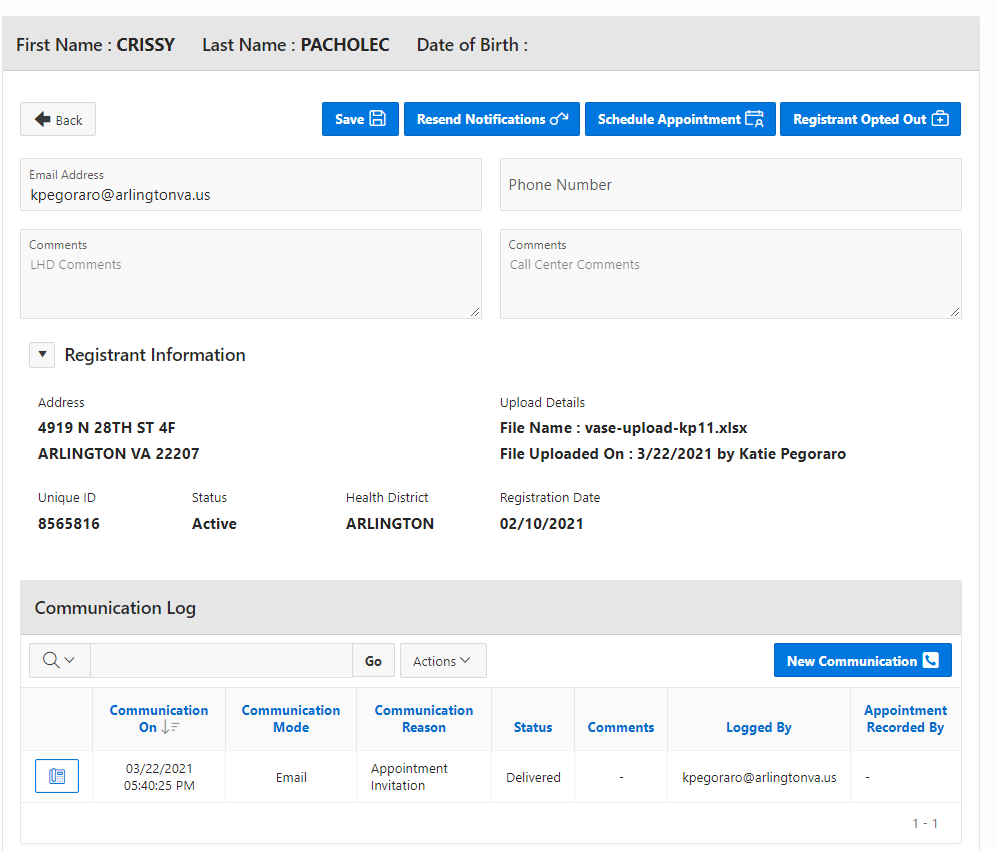 First Name : CRISSY Last Name : PACHOLEC Date of Birth :
Back Save Resend Notifications Schedule Appointment Registrant Opted Out
Email Address
kpegoraro@arlingtonva.us
Phone Number
Comments
LHD Comments
Comments
Call Center Comments
Registrant Information
Address
4919 N 28TH ST 4F
ARLINGTON VA 22207
Upload Details
File Name : vase-upload-kp11.xlsx
File Uploaded On : 3/22/2021 by Katie Pegoraro
Unique ID Status Health District Registration Date
8565816 Active ARLINGTON 02/10/2021
Communication Log
Go Actions New Communication
Communication On Communication Mode Communication Reason Status Comments Logged By Appointment Recorded By
03/22/2021 05:40:25 PM Email Appointment Invitation Delivered - kpegoraro@arlingtonva.us -
1 - 1